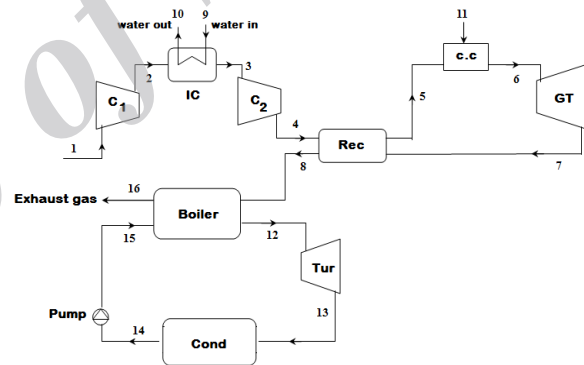 10 9
water out water in
11
2
IC
3
C1
C2
1
4
Rec
5
c.c
6
GT
7
8
16
Exhaust gas
Boiler
15
12
Tur
Pump
14
Cond
13
of